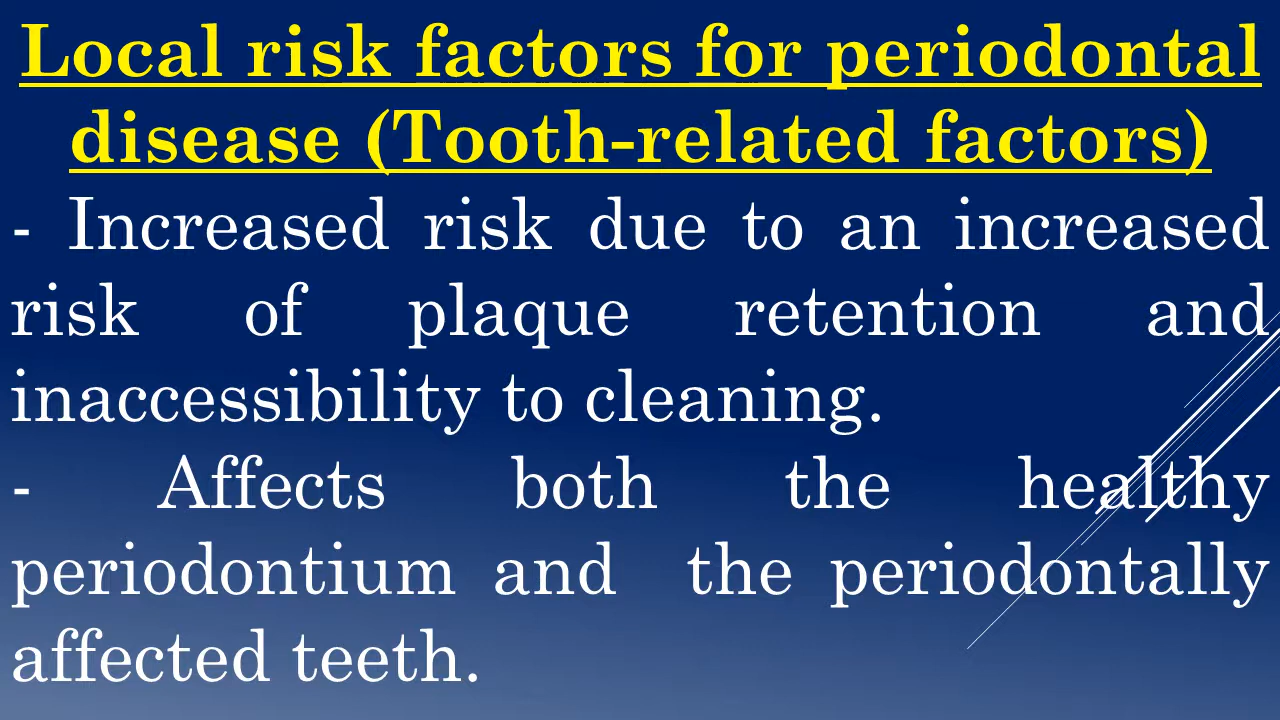 Local risk factors for periodontal
disease (Tooth-related factors)
- Increased risk due to an increased
risk of plaque retention and
inaccessibility to cleaning.
- Affects both the healthy
periodontium and the periodontally
affected teeth.